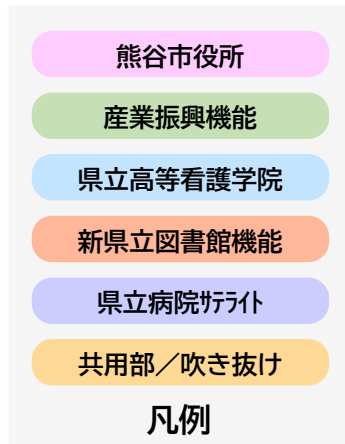 熊谷市役所
産業振興機能
県立高等看護学院
新県立図書館機能
県立病院ｻﾃﾗｲﾄ
共用部／吹き抜け
凡例